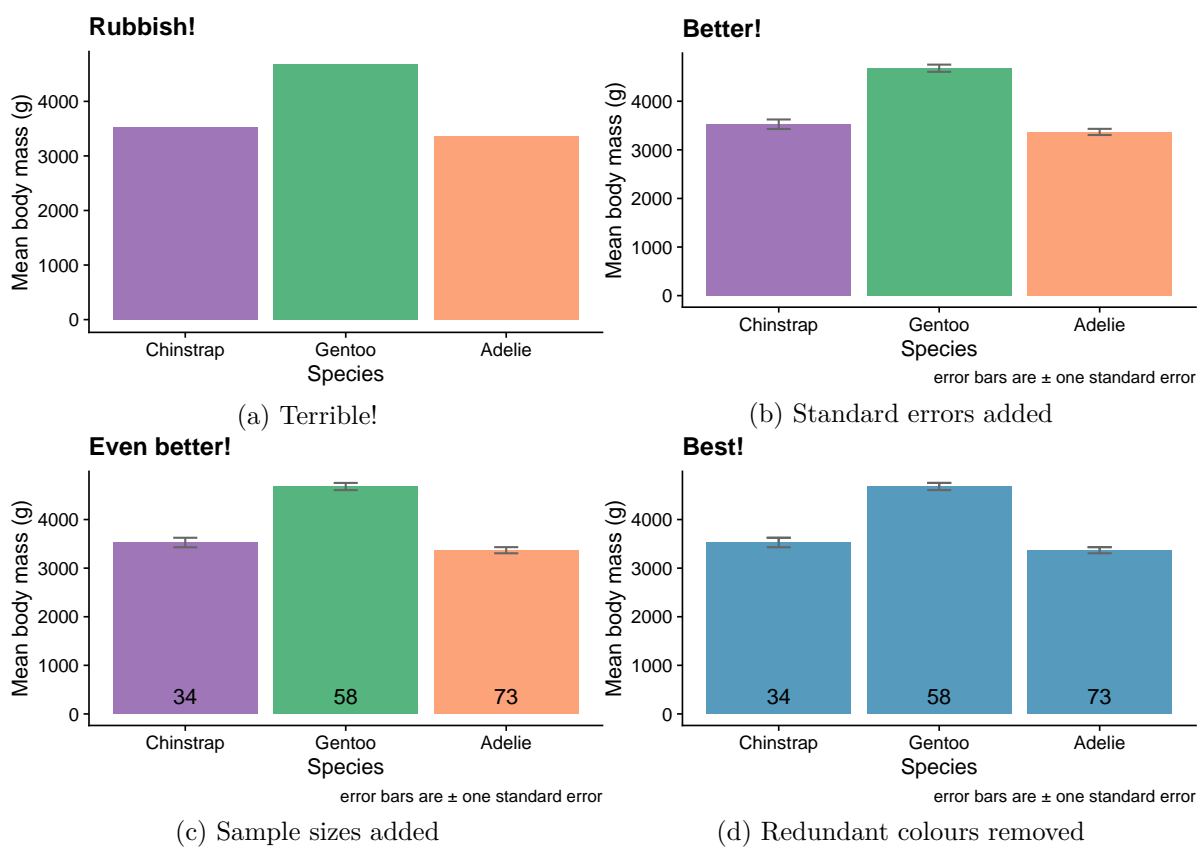 Rubbish!
Mean body mass (g)
4000
3000
2000
1000
0
Chinstrap Gentoo Adelie
Species
(a) Terrible!
Better!
Mean body mass (g)
4000
3000
2000
1000
0
Chinstrap Gentoo Adelie
Species
error bars are ± one standard error
(b) Standard errors added
Even better!
Mean body mass (g)
4000
3000
2000
1000
0
34 58 73
Chinstrap Gentoo Adelie
Species
error bars are ± one standard error
(c) Sample sizes added
Best!
Mean body mass (g)
4000
3000
2000
1000
0
34 58 73
Chinstrap Gentoo Adelie
Species
error bars are ± one standard error
(d) Redundant colours removed